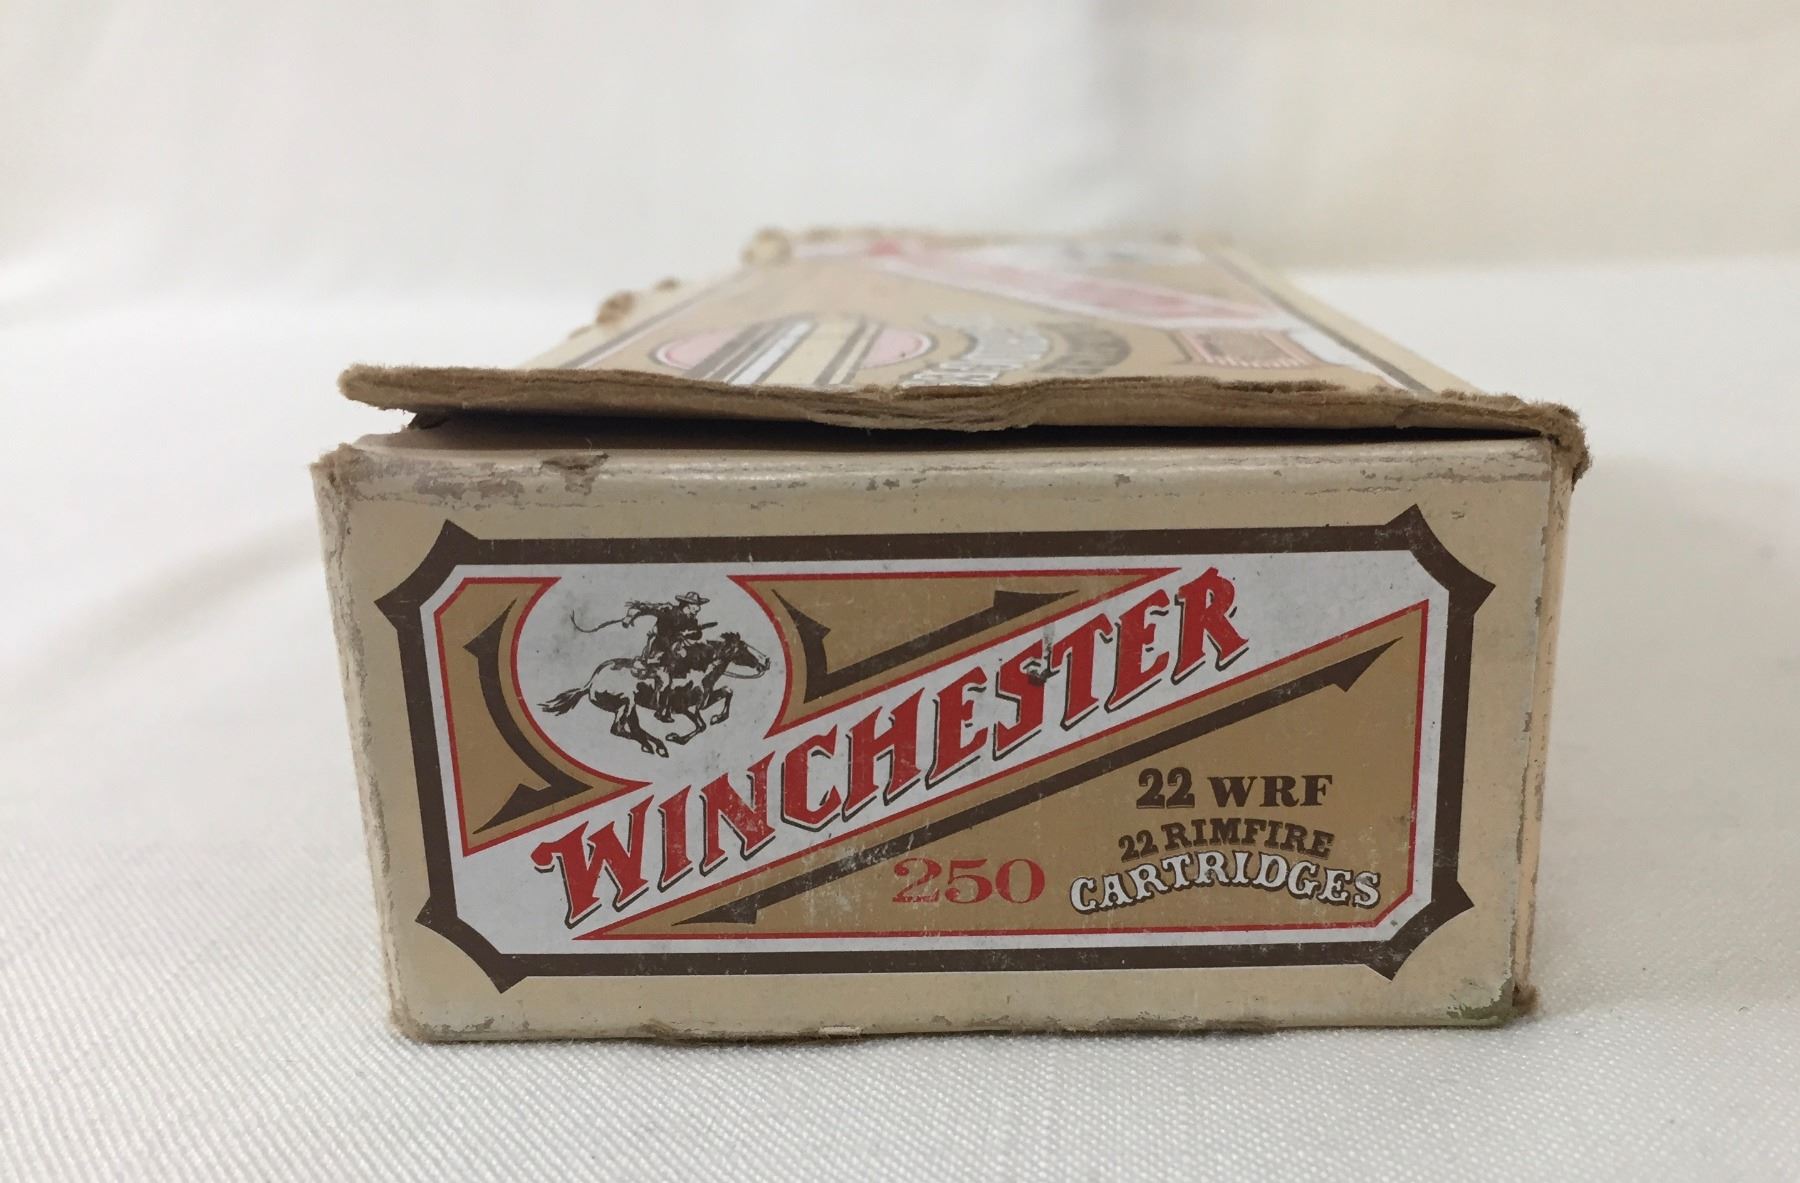 WINCHESTER
22 WRF
22 RIMFIRE
250 CARTRIDGES